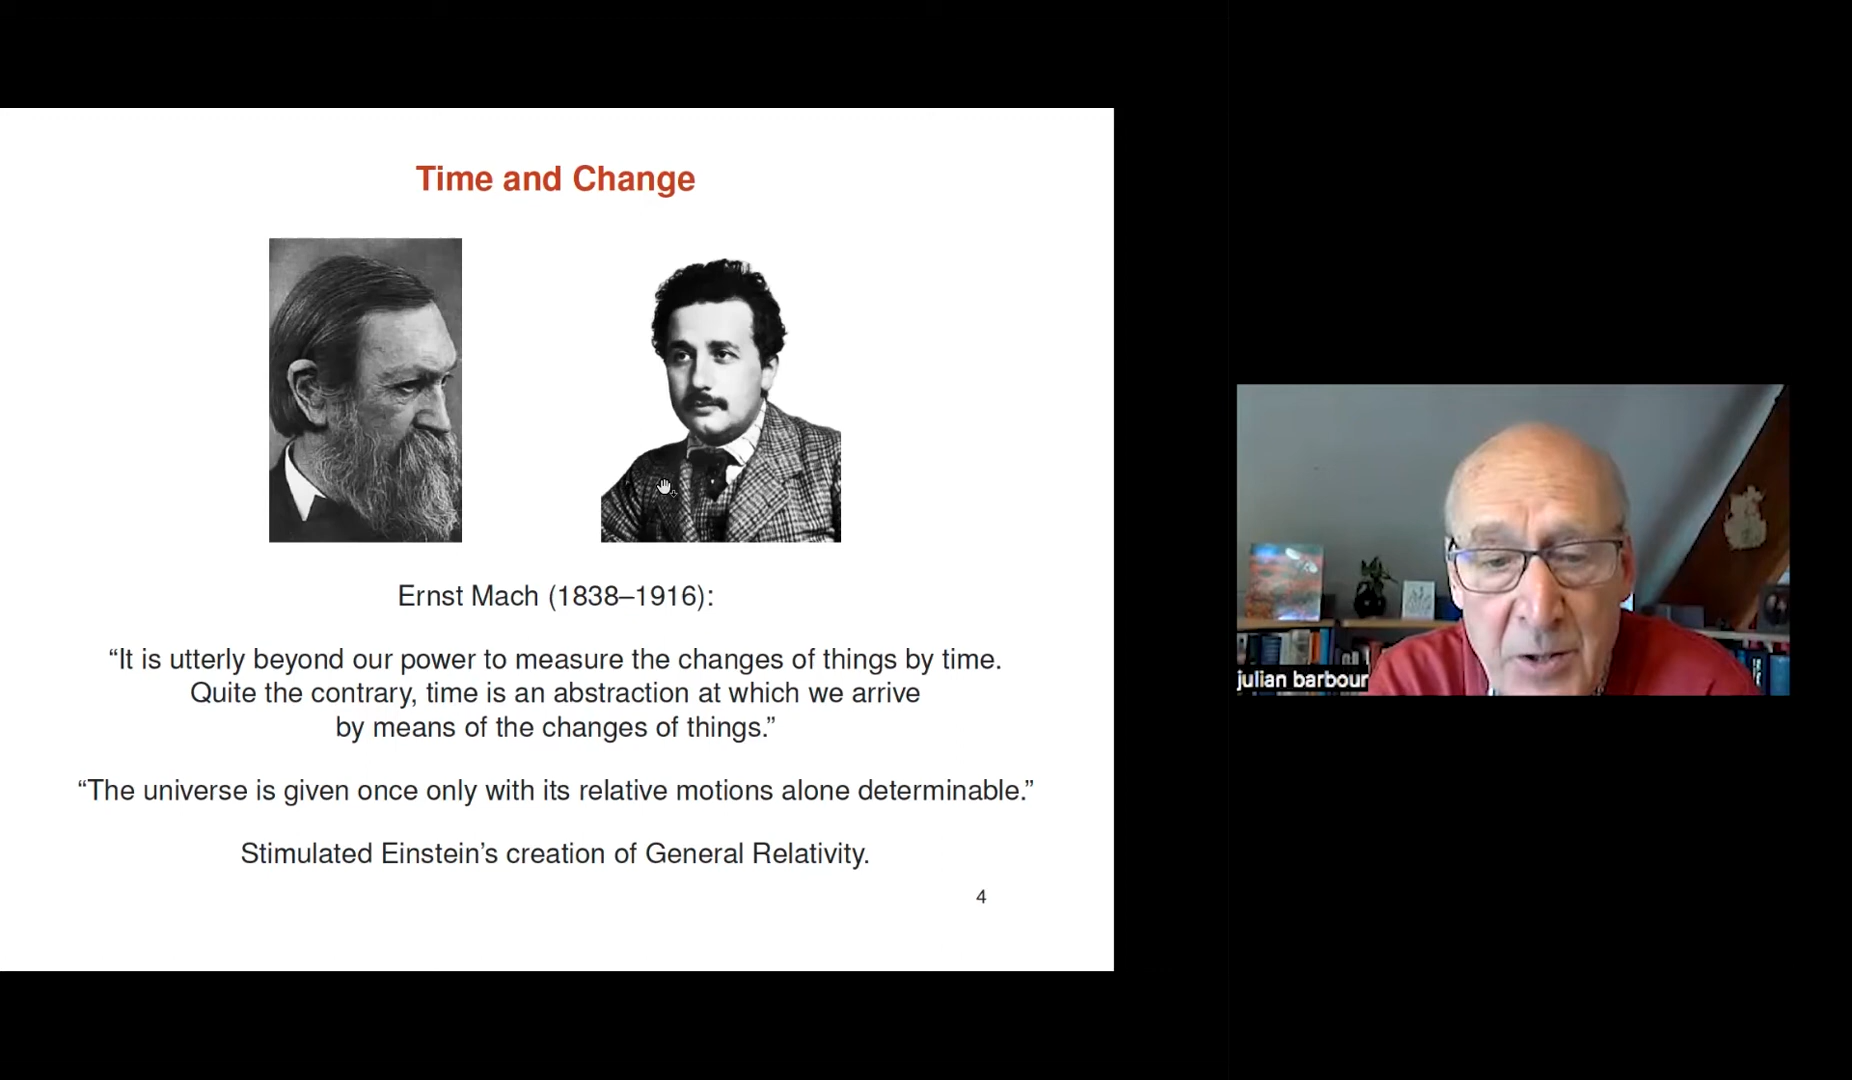 Time and Change
Ernst Mach (1838–1916):
“It is utterly beyond our power to measure the changes of things by time.
Quite the contrary, time is an abstraction at which we arrive
by means of the changes of things.”
“The universe is given once only with its relative motions alone determinable.”
Stimulated Einstein’s creation of General Relativity.
4
julian barbour